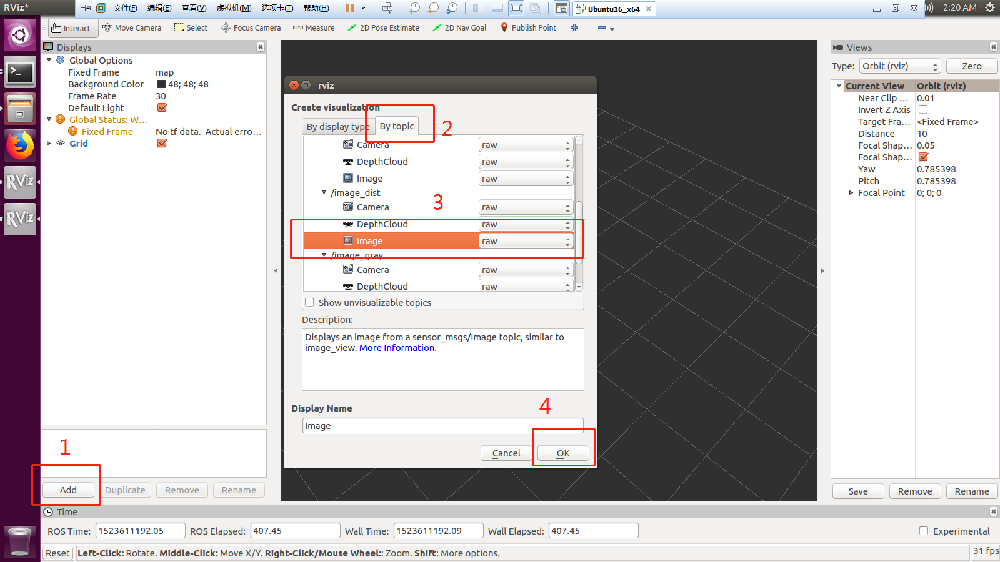 RViz*
文件(F) 编辑(E) 查看(V) 虚拟机(M) 选项卡(T) 帮助(H)
Ubuntu16_x64
2:20 AM
Interact Move Camera Select Focus Camera Measure 2D Pose Estimate 2D Nav Goal Publish Point
Displays
Global Options
Fixed Frame map
Background Color 48; 48; 48
Frame Rate 30
Default Light
Global Status: W...
Fixed Frame No tf data. Actual erro...
Grid
RViz
RViz
1
Add Duplicate Remove Rename
rviz
Create visualization
By display type By topic
2
Camera raw
DepthCloud raw
Image raw
/image_dist
3
Camera raw
DepthCloud raw
Image raw
/image_gray
Camera raw
DepthCloud raw
Show unvisualizable topics
Description:
Displays an image from a sensor_msgs/Image topic, similar to
image_view. More Information.
Display Name
4
Image
Cancel OK
Views
Type: Orbit (rviz) Zero
Current View Orbit (rviz)
Near Clip ... 0.01
Invert Z Axis
Target Fra... <Fixed Frame>
Distance 10
Focal Shap... 0.05
Focal Shap...
Yaw 0.785398
Pitch 0.785398
Focal Point 0; 0; 0
Save Remove Rename
Time
ROS Time: 1523611192.05 ROS Elapsed: 407.45 Wall Time: 1523611192.09 Wall Elapsed: 407.45 Experimental
Reset Left-Click: Rotate. Middle-Click: Move X/Y. Right-Click/Mouse Wheel:: Zoom. Shift: More options. 31 fps